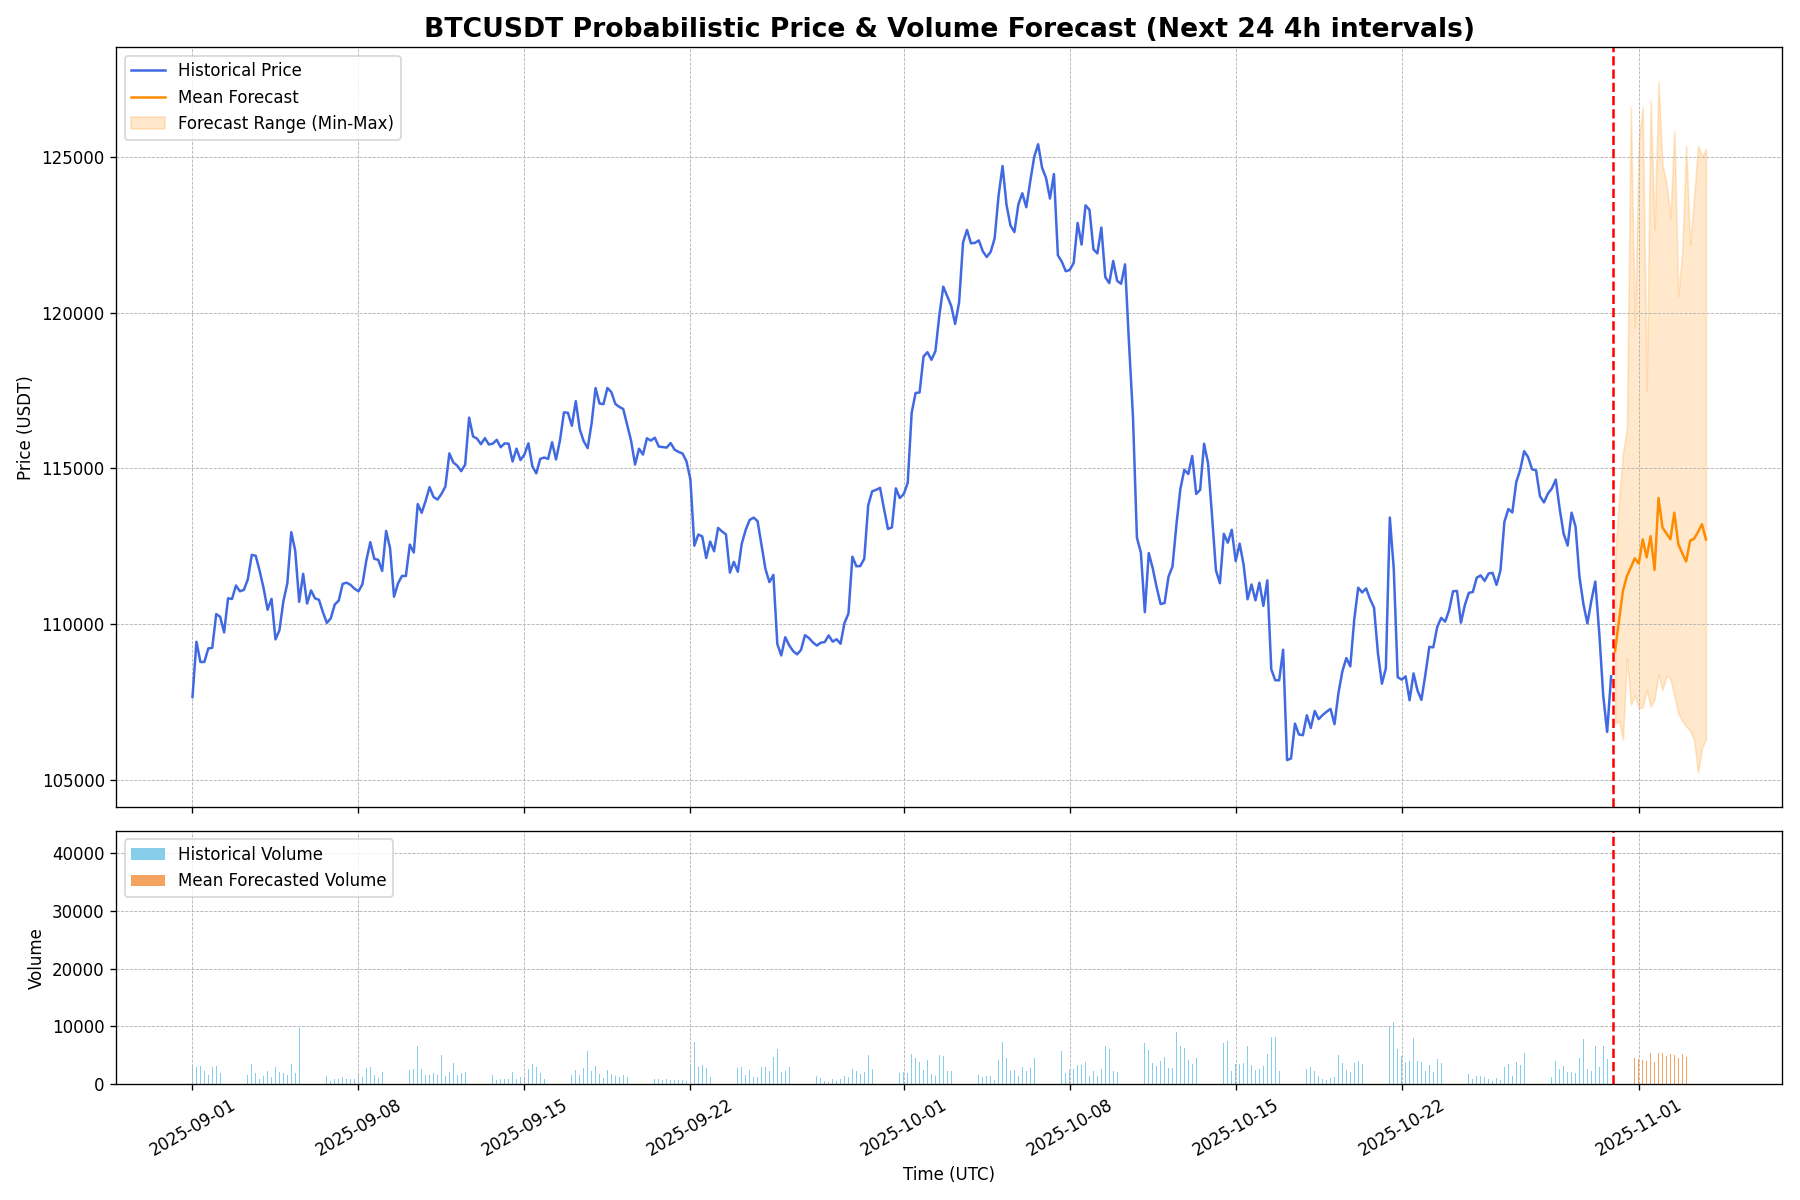 BTCUSDT Probabilistic Price & Volume Forecast (Next 24 4h intervals)
Historical Price
Mean Forecast
Forecast Range (Min-Max)
Price (USDT)
125000
120000
115000
110000
105000
Historical Volume
Mean Forecasted Volume
Volume
40000
30000
20000
10000
0
2025-09-01
2025-09-08
2025-09-15
2025-09-22
2025-10-01
2025-10-08
2025-10-15
2025-10-22
2025-11-01
Time (UTC)